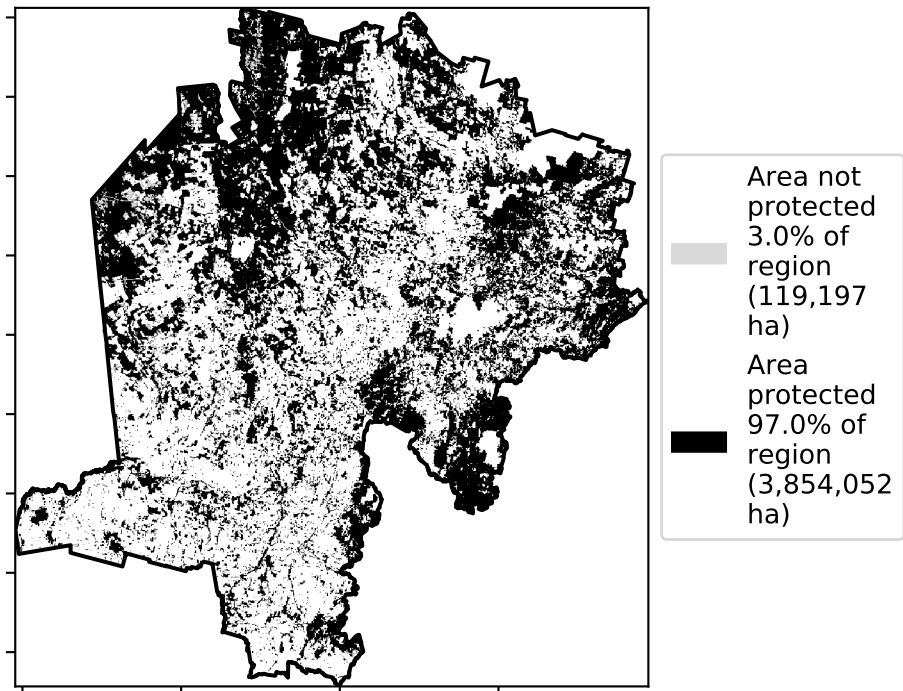 Area not
protected
3.0% of
region
(119,197
ha)
Area
protected
97.0% of
region
(3,854,052
ha)